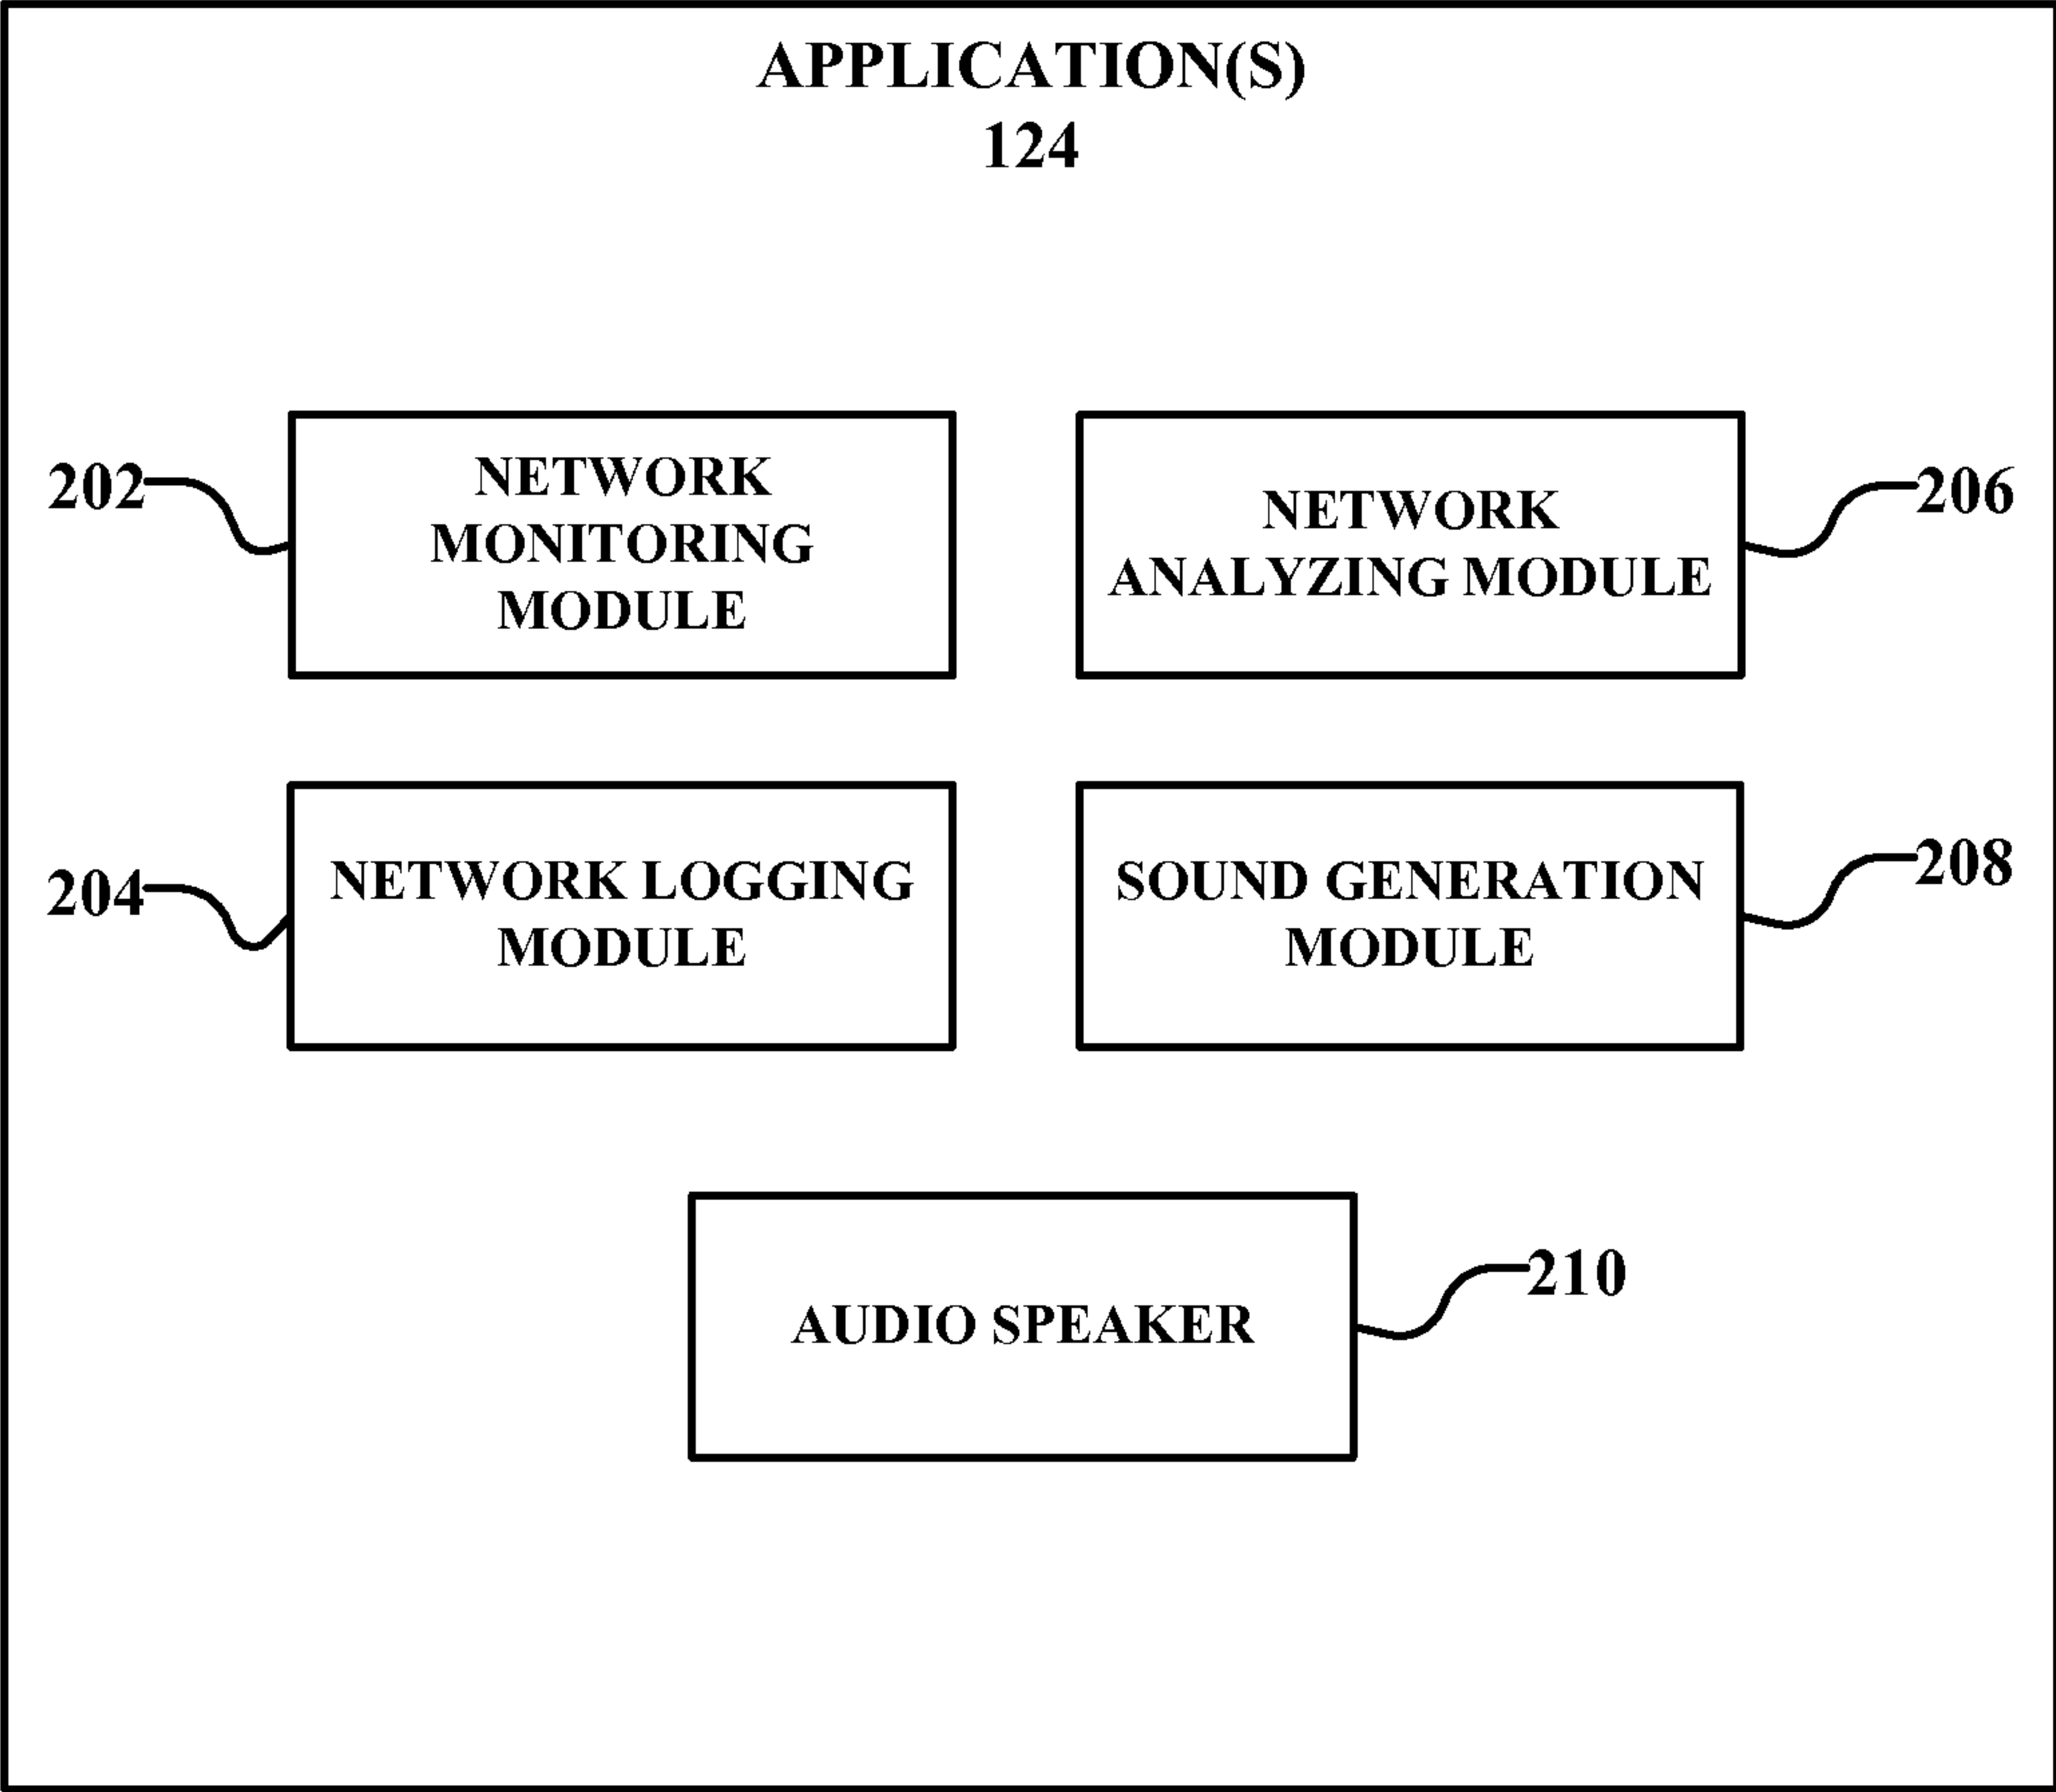 APPLICATION(S)
124
202
NETWORK
MONITORING
MODULE
NETWORK
ANALYZING MODULE
206
204
NETWORK LOGGING
MODULE
SOUND GENERATION
MODULE
208
AUDIO SPEAKER
210